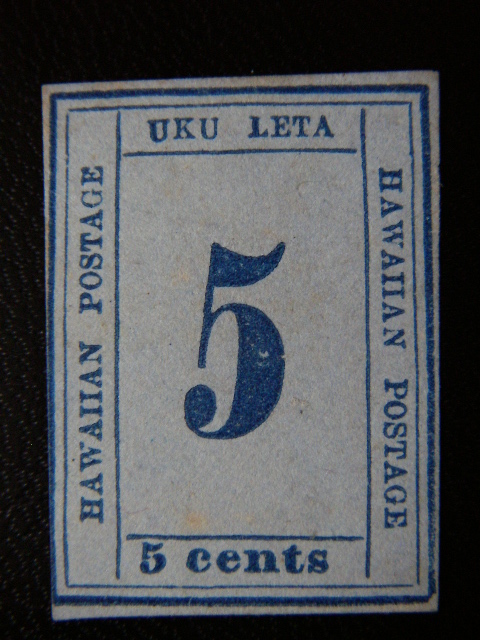 UKU LETA
HAWAIIAN POSTAGE
5
HAWAIIAN POSTAGE
5 cents